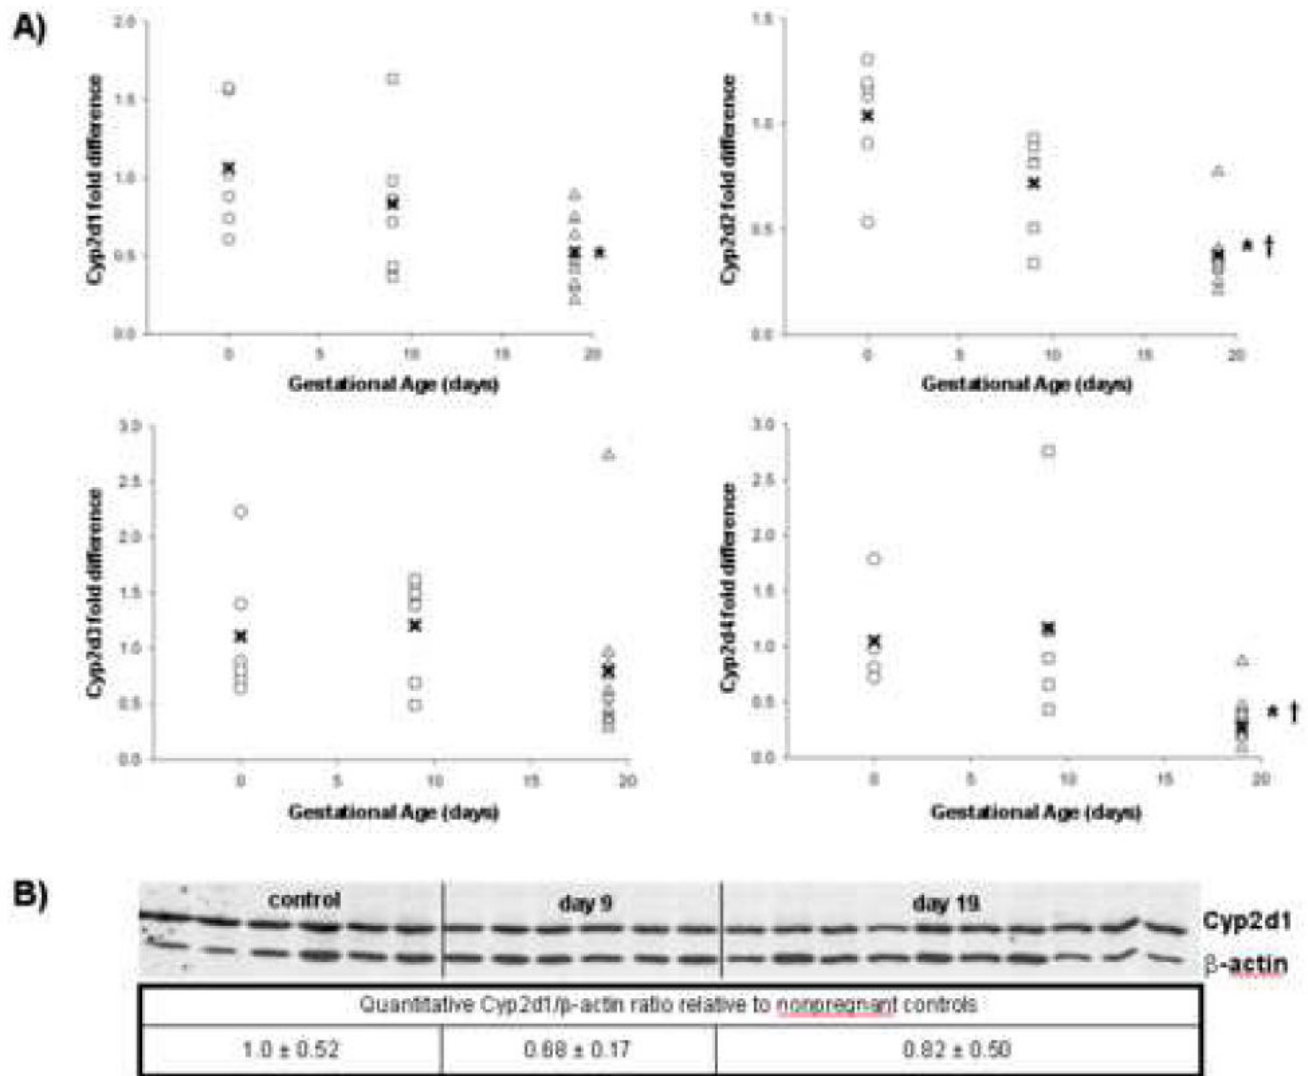 A)
Cyp2d1 fold difference
2.0
1.5
1.0
0.5
0.0
*
0 5 10 15 20
Gestational Age (days)
Cyp2d2 fold difference
1.5
1.0
0.5
0.0
* †
0 5 10 15 20
Gestational Age (days)
Cyp2d3 fold difference
3.0
2.5
2.0
1.5
1.0
0.5
0.0
0 5 10 15 20
Gestational Age (days)
Cyp2d4 fold difference
3.0
2.5
2.0
1.5
1.0
0.5
0.0
* †
0 5 10 15 20
Gestational Age (days)
B)
control day 9 day 19
Cyp2d1
β-actin
Quantitative Cyp2d1/β-actin ratio relative to nonpregnant controls
1.0 ± 0.52 0.68 ± 0.17 0.82 ± 0.50